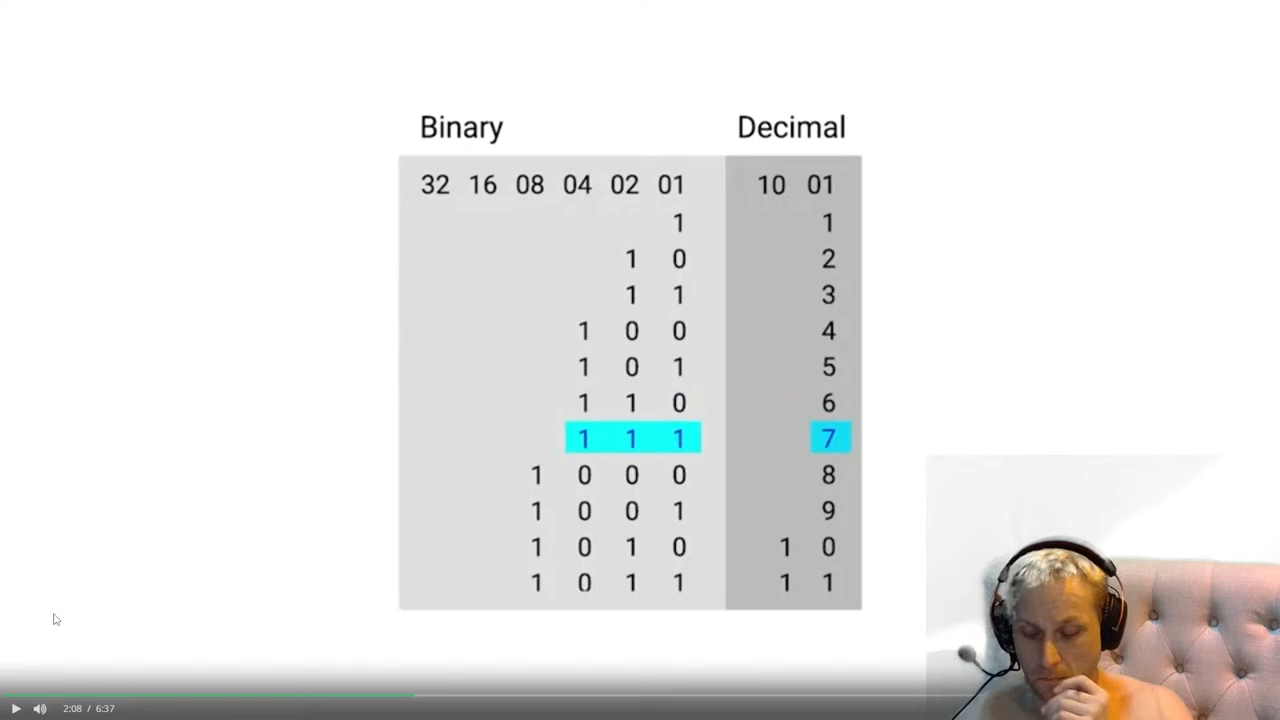 Binary Decimal
32 16 08 04 02 01 10 01
1 1
1 0 2
1 1 3
1 0 0 4
1 0 1 5
1 1 0 6
1 1 1 7
1 0 0 0 8
1 0 0 1 9
1 0 1 0 1 0
1 0 1 1 1 1
2:08 / 6:37